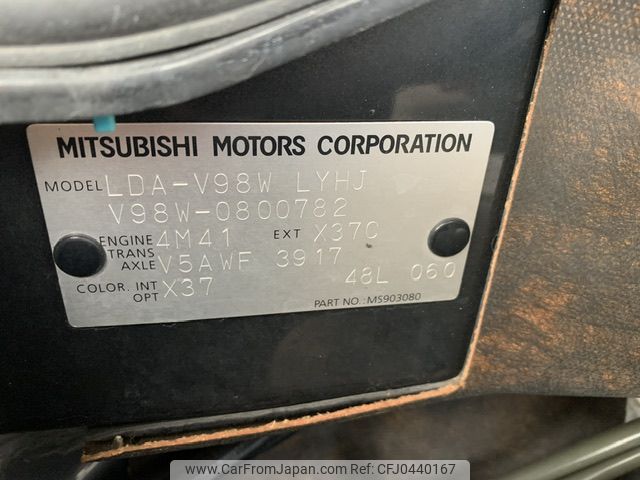 MITSUBISHI MOTORS CORPORATION
MODEL LDA-V98W LYHJ
V98W-0800782
ENGINE 4M41 EXT X37C
TRANS
AXLE V5AWF 3917
COLOR. INT X37 48L 060
OPT
PART NO.: MS903080
www.CarFromJapan.com | (ID:CFJ0440167)